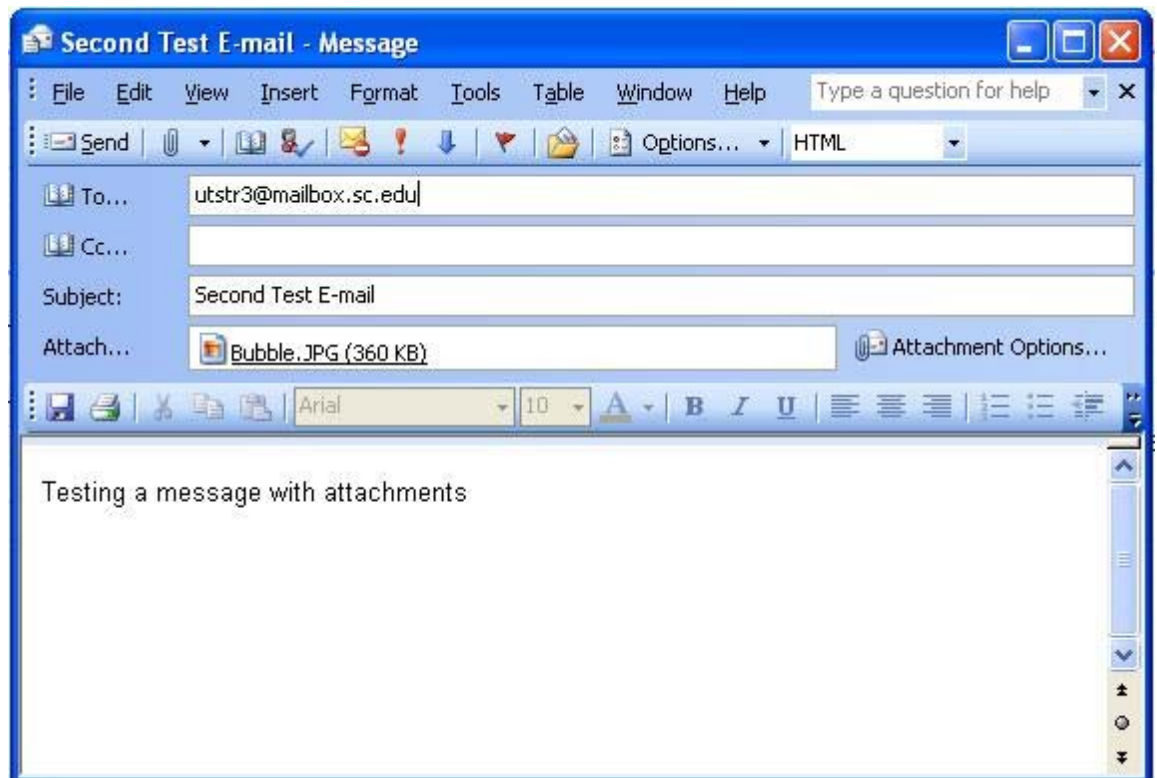 Second Test E-mail - Message
File Edit View Insert Format Tools Table Window Help Type a question for help
Send Options... HTML
To... utstr3@mailbox.sc.edu
Cc...
Subject: Second Test E-mail
Attach... Bubble.JPG (360 KB) Attachment Options...
Arial 10 A B I U
Testing a message with attachments